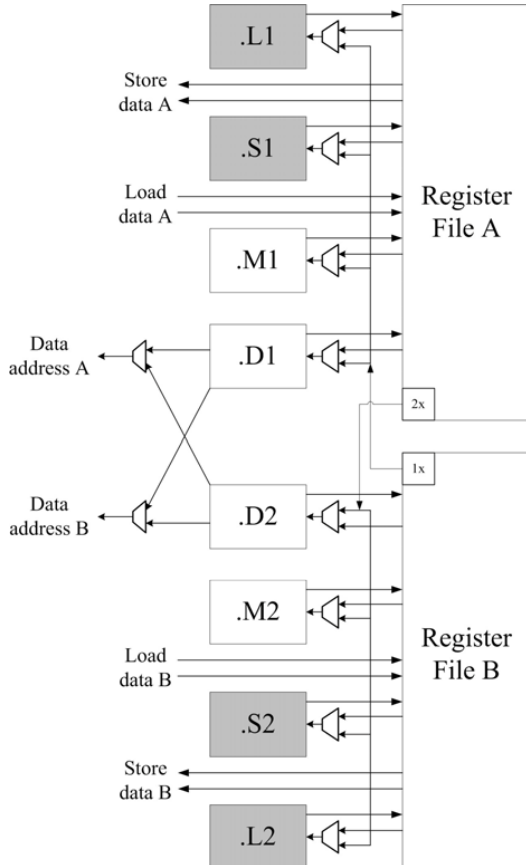 .L1
Store
data A
.S1
Load
data A
Register
File A
.M1
Data
address A
.D1
2x
1x
Data
address B
.D2
.M2
Load
data B
Register
File B
.S2
Store
data B
.L2